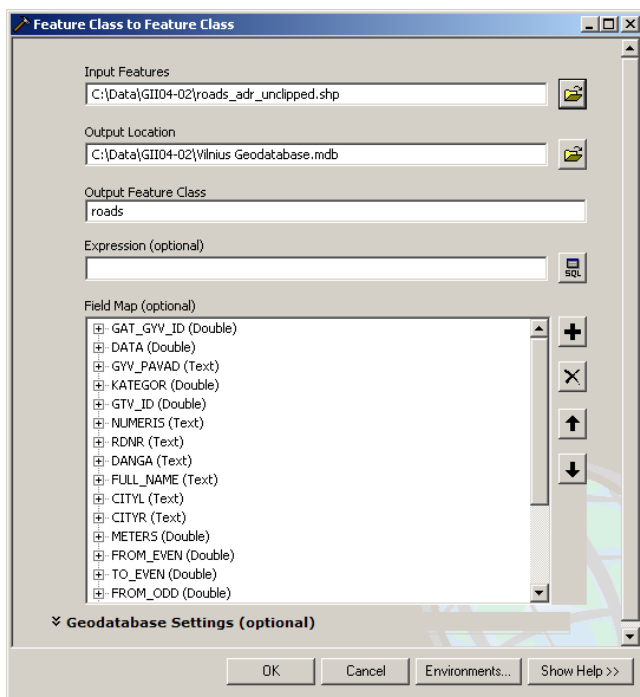 Feature Class to Feature Class
Input Features
C:\Data\GII04-02\roads_adr_unclipped.shp
Output Location
C:\Data\GII04-02\Vilnius Geodatabase.mdb
Output Feature Class
roads
Expression (optional)
SQL
Field Map (optional)
GAT_GYV_ID (Double)
DATA (Double)
GYV_PAVAD (Text)
KATEGOR (Double)
GTV_ID (Double)
NUMERIS (Text)
RDNR (Text)
DANGA (Text)
FULL_NAME (Text)
CITYL (Text)
CITYR (Text)
METERS (Double)
FROM_EVEN (Double)
TO_EVEN (Double)
FROM_ODD (Double)
Geodatabase Settings (optional)
OK Cancel Environments... Show Help >>